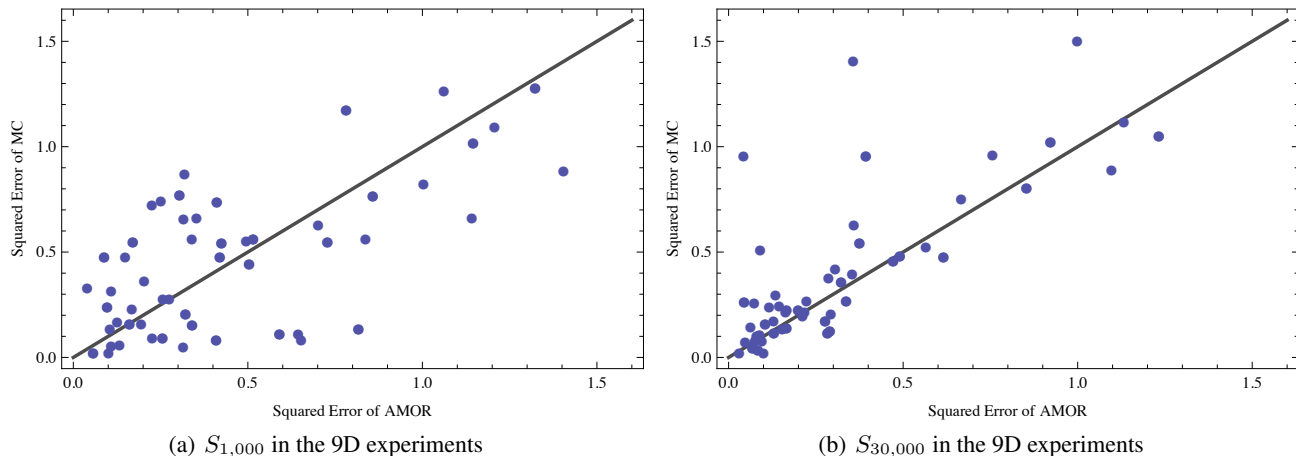 1.5
1.0
0.5
0.0
Squared Error of MC
0.0 0.5 1.0 1.5
Squared Error of AMOR
(a) S1,000 in the 9D experiments
1.5
1.0
0.5
0.0
Squared Error of MC
0.0 0.5 1.0 1.5
Squared Error of AMOR
(b) S30,000 in the 9D experiments